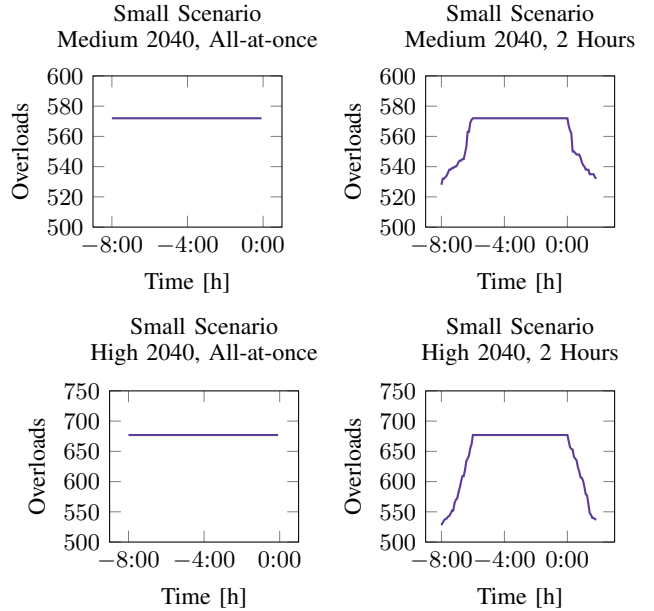 Small Scenario
Medium 2040, All-at-once
600
580
560
540
520
500
Overloads
−8:00 −4:00 0:00
Time [h]
Small Scenario
Medium 2040, 2 Hours
600
580
560
540
520
500
Overloads
−8:00 −4:00 0:00
Time [h]
Small Scenario
High 2040, All-at-once
750
700
650
600
550
500
Overloads
−8:00 −4:00 0:00
Time [h]
Small Scenario
High 2040, 2 Hours
750
700
650
600
550
500
Overloads
−8:00 −4:00 0:00
Time [h]